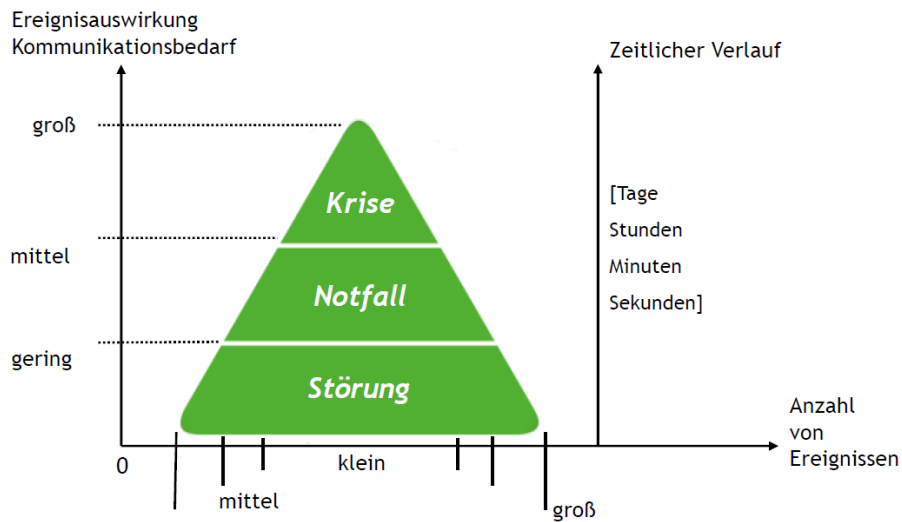 Ereignisauswirkung
Kommunikationsbedarf
Zeitlicher Verlauf
groß
Krise
[Tage
Stunden
mittel
Minuten
Notfall
Sekunden]
gering
Störung
Anzahl
von
Ereignissen
0
klein
mittel
groß